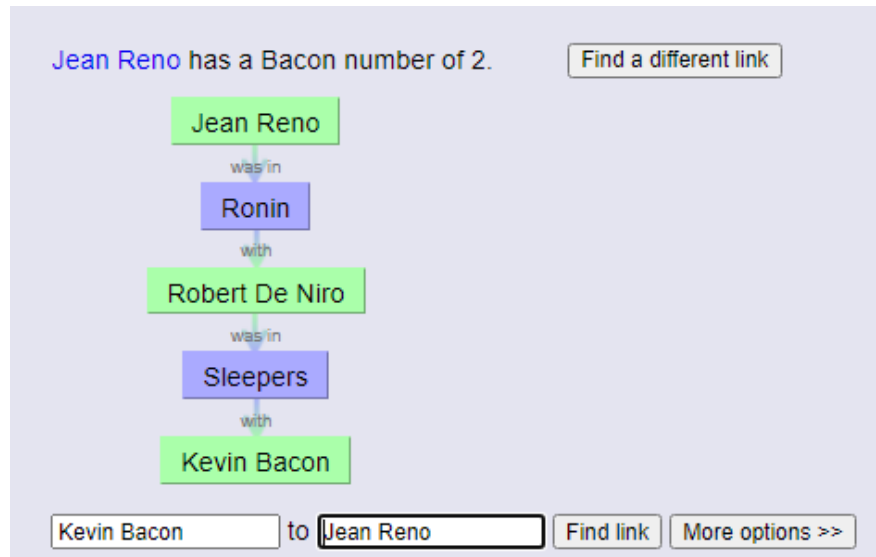 Jean Reno has a Bacon number of 2. Find a different link
Jean Reno
was in
Ronin
with
Robert De Niro
was in
Sleepers
with
Kevin Bacon
Kevin Bacon to Jean Reno Find link More options >>